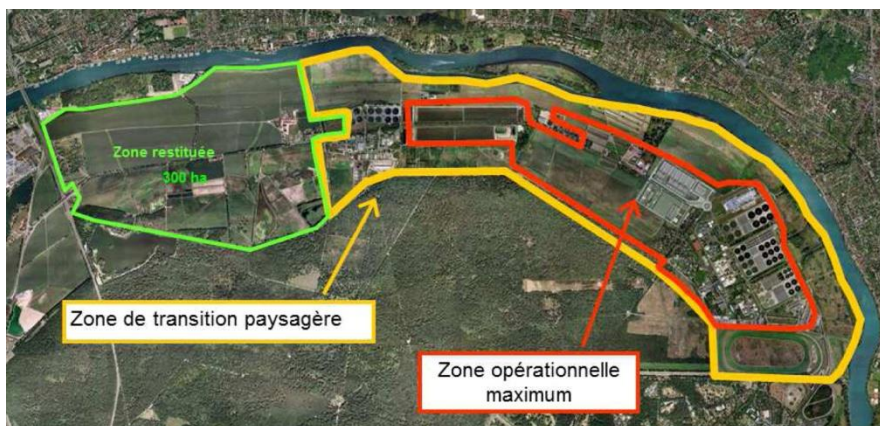 Zone restituée
300 ha
Zone de transition paysagère
Zone opérationnelle
maximum